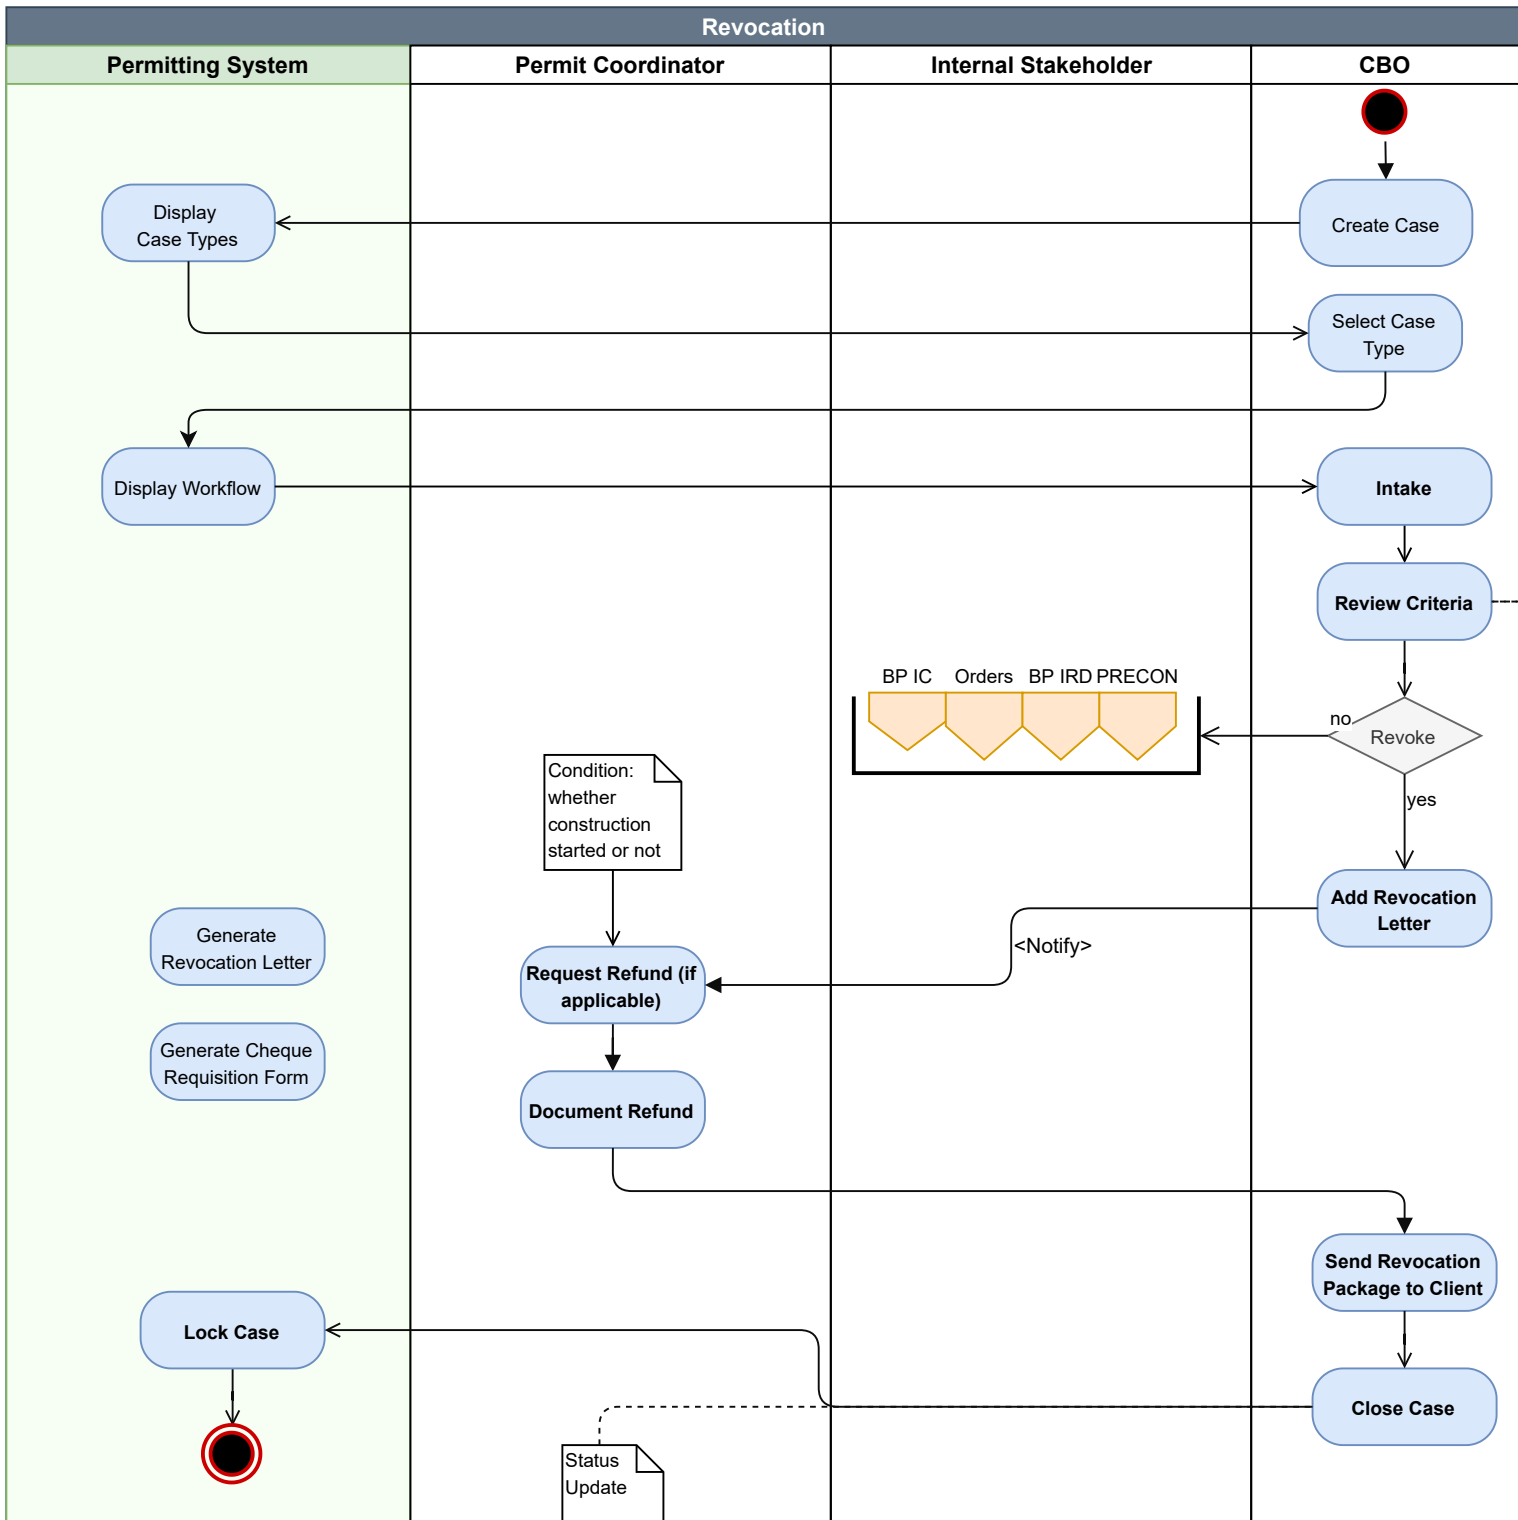 Revocation
Permitting System
Permit Coordinator
Internal Stakeholder
CBO
Display
Case Types
Create Case
Select Case
Type
Display Workflow
Intake
Review Criteria
BP IC
Orders
BP IRD
PRECON
no
Revoke
yes
Condition:
whether
construction
started or not
Add Revocation
Letter
Generate
Revocation Letter
<Notify>
Request Refund (if
applicable)
Generate Cheque
Requisition Form
Document Refund
Send Revocation
Package to Client
Lock Case
Close Case
Status
Update